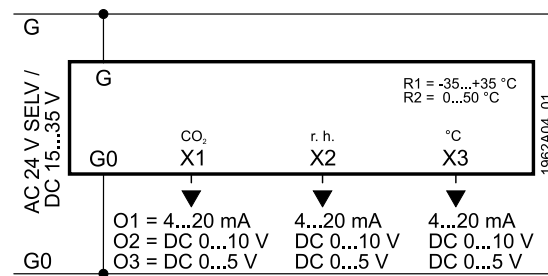 G
G
R1 = -35...+35 °C
R2 = 0...50 °C
AC 24 V SELV /
DC 15...35 V
CO₂ r. h. °C
G0 X1 X2 X3
1962A04_01
O1 = 4...20 mA 4...20 mA 4...20 mA
O2 = DC 0...10 V DC 0...10 V DC 0...10 V
O3 = DC 0...5 V DC 0...5 V DC 0...5 V
G0